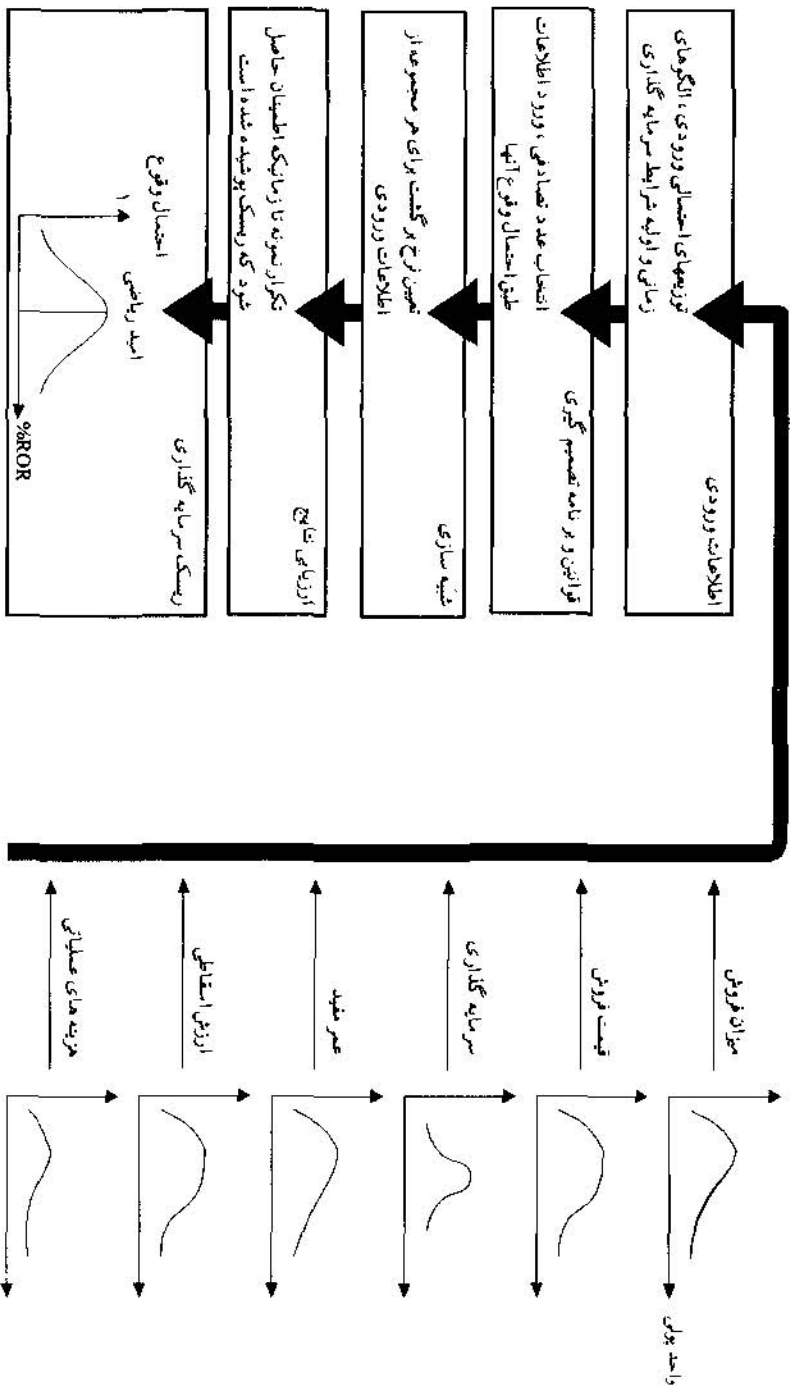 میزان فروش
قیمت فروش
سرمایه گذاری
عمر مفید
ارزش اسقاطی
هزینه های عملیاتی
واحد پولی
اطلاعات ورودی
توزیعهای احتمالی ورودی ، الگوهای
زمانی و اولیه شرایط سرمایه گذاری
قوانین و برنامه تصمیم گیری
انتخاب عدد تصادفی ، ورود اطلاعات
طبق احتمال وقوع آنها
شبیه سازی
تعیین نرخ برگشت برای هر مجموعه از
اطلاعات ورودی
ارزیابی نتایج
تکرار نمونه تا زمانیکه اطمینان حاصل
شود که ریسک پوشیده شده است
ریسک سرمایه گذاری
احتمال وقوع
۱
امید ریاضی
%ROR